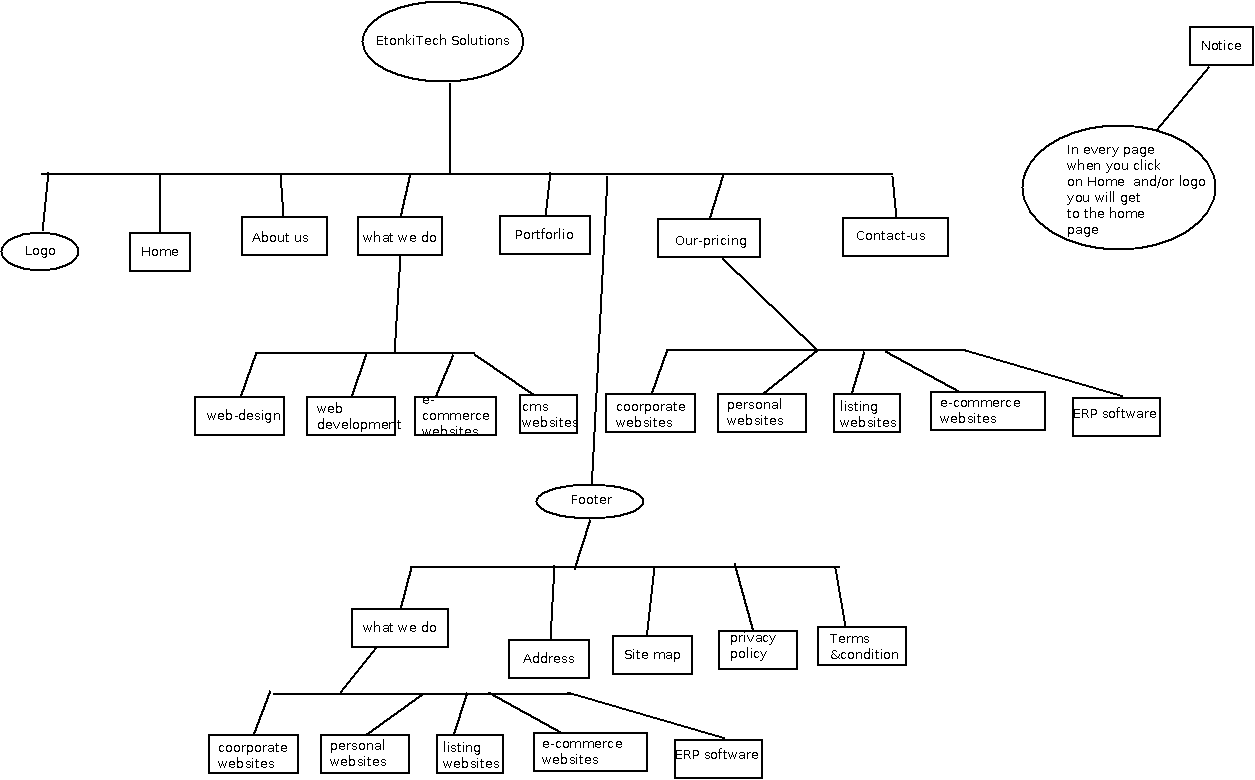 EtonkiTech Solutions
Notice
In every page
when you click
on Home and/or logo
you will get
to the home
page
Logo
Home
About us
what we do
Portforlio
Our-pricing
Contact-us
web-design
web
development
e-
commerce
websites
cms
websites
coorporate
websites
personal
websites
listing
websites
e-commerce
websites
ERP software
Footer
what we do
Address
Site map
privacy
policy
Terms
&condition
coorporate
websites
personal
websites
listing
websites
e-commerce
websites
ERP software